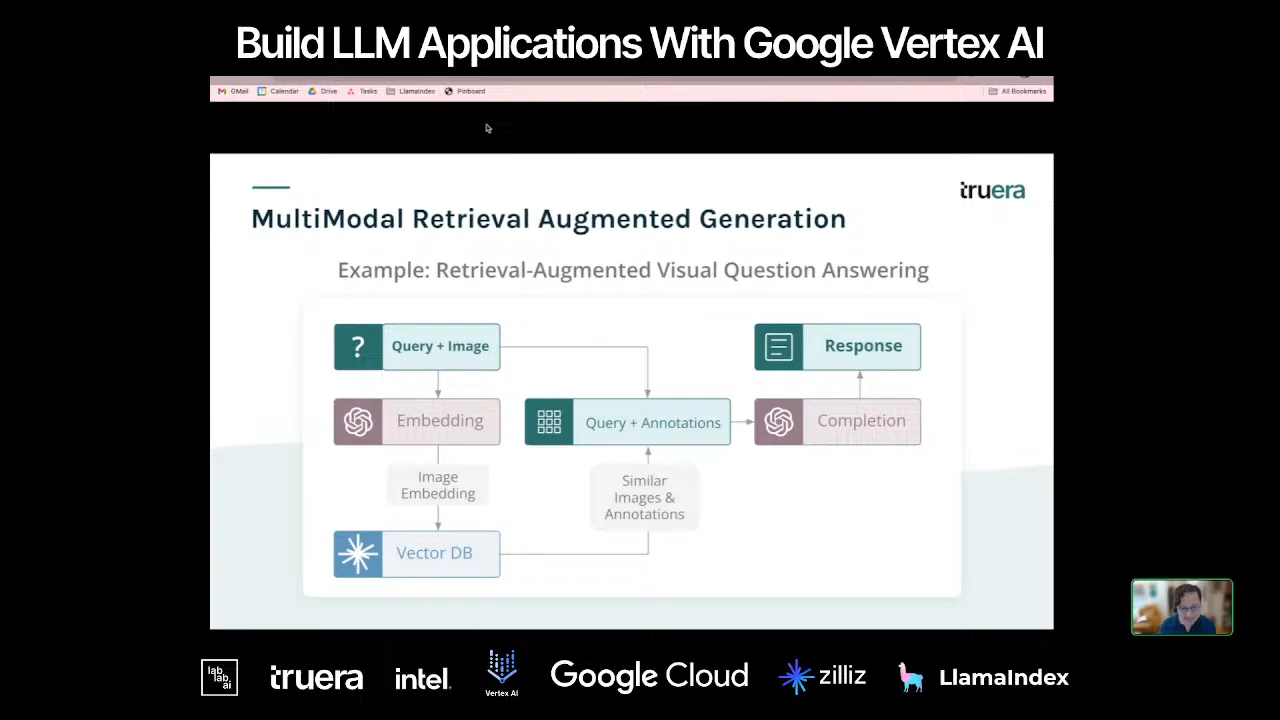 Build LLM Applications With Google Vertex AI
GMail Calendar Drive Tasks LlamaIndex Pinboard All Bookmarks
truera
MultiModal Retrieval Augmented Generation
Example: Retrieval-Augmented Visual Question Answering
? Query + Image
Response
Embedding
Query + Annotations
Completion
Image
Embedding
Similar
Images &
Annotations
Vector DB
lab
lab
.ai
truera
intel.
Vertex AI
Google Cloud
zilliz
LlamaIndex